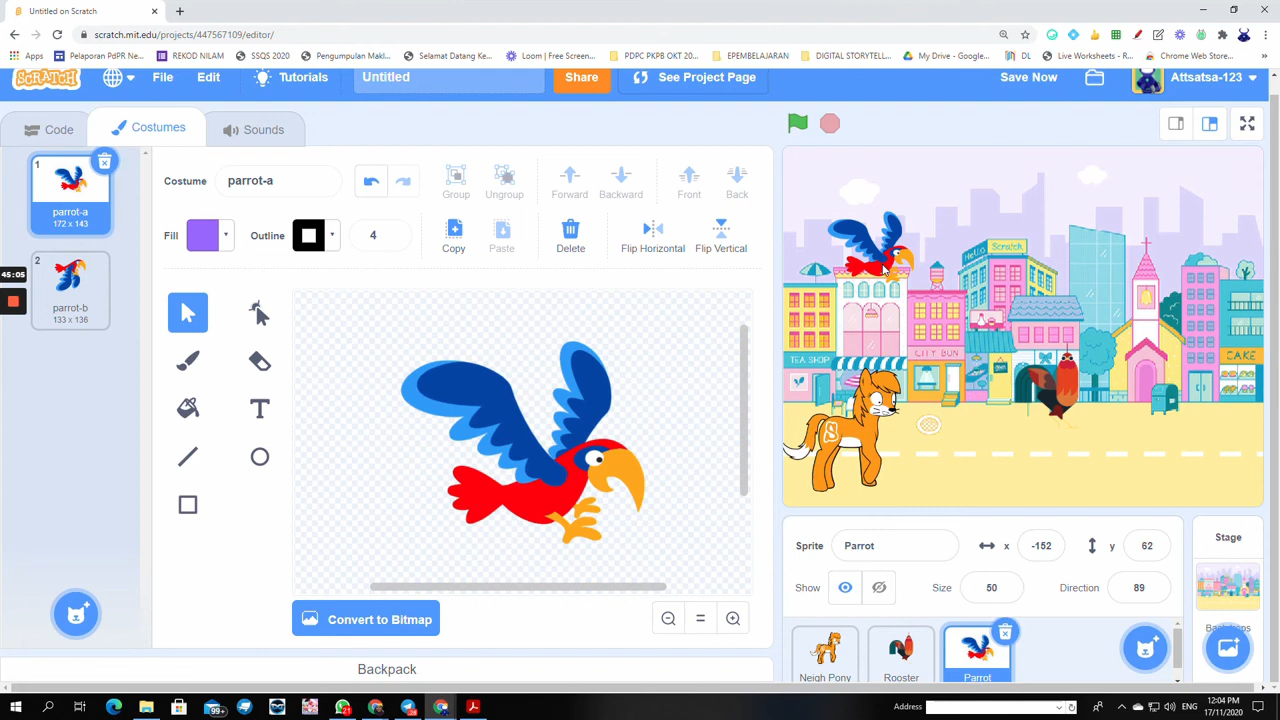 Untitled on Scratch
scratch.mit.edu/projects/447567109/editor/
Apps
Pelaporan PdPR Ne...
REKOD NILAM
SSQS 2020
Pengumpulan Makl...
Selamat Datang Ke...
Loom | Free Screen...
PDPC PKPB OKT 20...
EPEMBELAJARAN
DIGITAL STORYTELL...
My Drive - Google...
DL
Live Worksheets - R...
Chrome Web Store...
SCRATCH
File
Edit
Tutorials
Untitled
Share
See Project Page
Save Now
Attsatsa-123
Code
Costumes
Sounds
1
parrot-a
172 x 143
2
parrot-b
133 x 136
45:05
Costume
parrot-a
Group
Ungroup
Forward
Backward
Front
Back
Fill
Outline
4
Copy
Paste
Delete
Flip Horizontal
Flip Vertical
Convert to Bitmap
Backpack
Hello
Scratch
TEA SHOP
CITY BUN
CAKE
S
Sprite
Parrot
x
-152
y
62
Show
Size
50
Direction
89
Neigh Pony
Rooster
Parrot
Stage
Backdrops
99+
21
Address
12:04 PM
17/11/2020